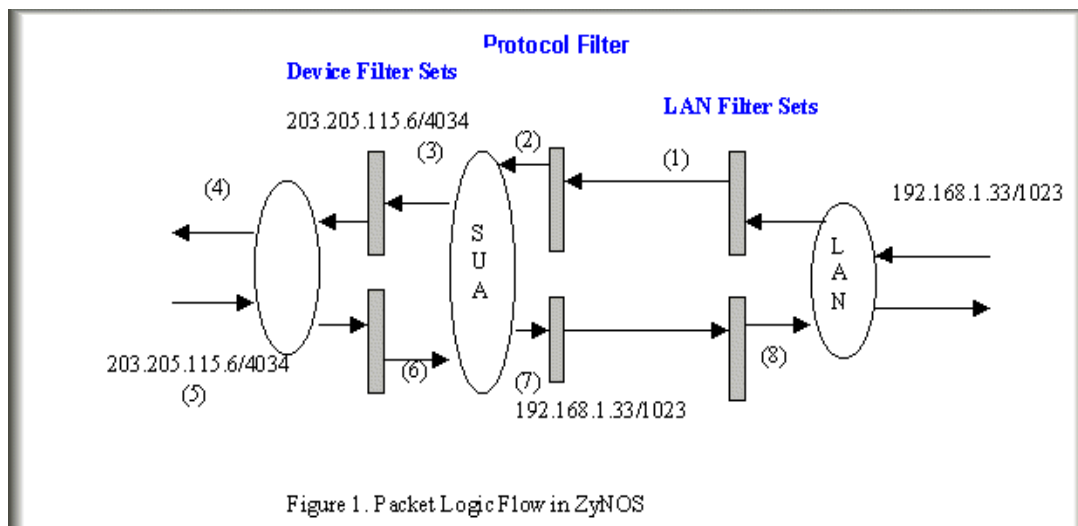 Protocol Filter
Device Filter Sets
LAN Filter Sets
203.205.115.6/4034
(2)
(3)
(1)
(4)
192.168.1.33/1023
S
U
A
L
A
N
203.205.115.6/4034
(5)
(6)
(7)
(8)
192.168.1.33/1023
Figure 1. Packet Logic Flow in ZyNOS